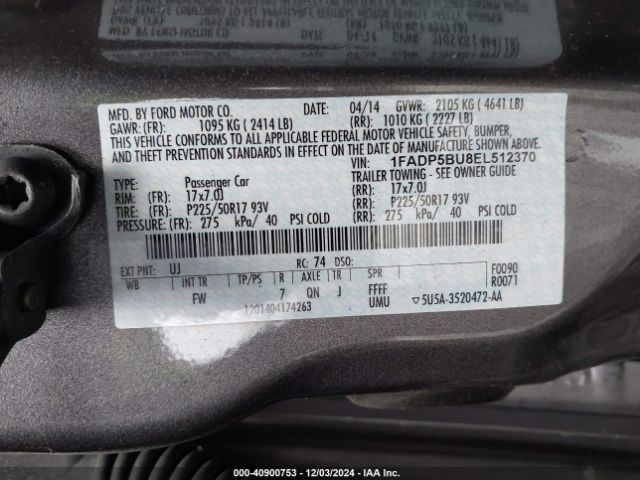 MFD. BY FORD MOTOR CO. DATE: 04/14 GVWR: 2105 KG ( 4641 LB)
GAWR:(FR): 1095 KG ( 2414 LB) (RR): 1010 KG ( 2227 LB)
THIS VEHICLE CONFORMS TO ALL APPLICABLE FEDERAL MOTOR VEHICLE SAFETY, BUMPER,
AND THEFT PREVENTION STANDARDS IN EFFECT ON THE DATE OF MANUFACTURE SHOWN ABOVE.
VIN: 1FADP5BU8EL512370
TYPE: Passenger Car TRAILER TOWING - SEE OWNER GUIDE
RIM: (FR): 17x7.0J (RR): 17x7.0J
TIRE: (FR): P225/50R17 93V (RR): P225/50R17 93V
PRESSURE: (FR): 275 kPa/ 40 PSI COLD (RR): 275 kPa/ 40 PSI COLD
EXT PNT: UJ RC: 74 DSO: F0090
WB INT TR TP/PS R AXLE TR SPR R0071
FW 7 QN J FFFF
1201404174263 UMU ▽5U5A-3520472-AA
000-40900753 - 12/03/2024 - IAA Inc.